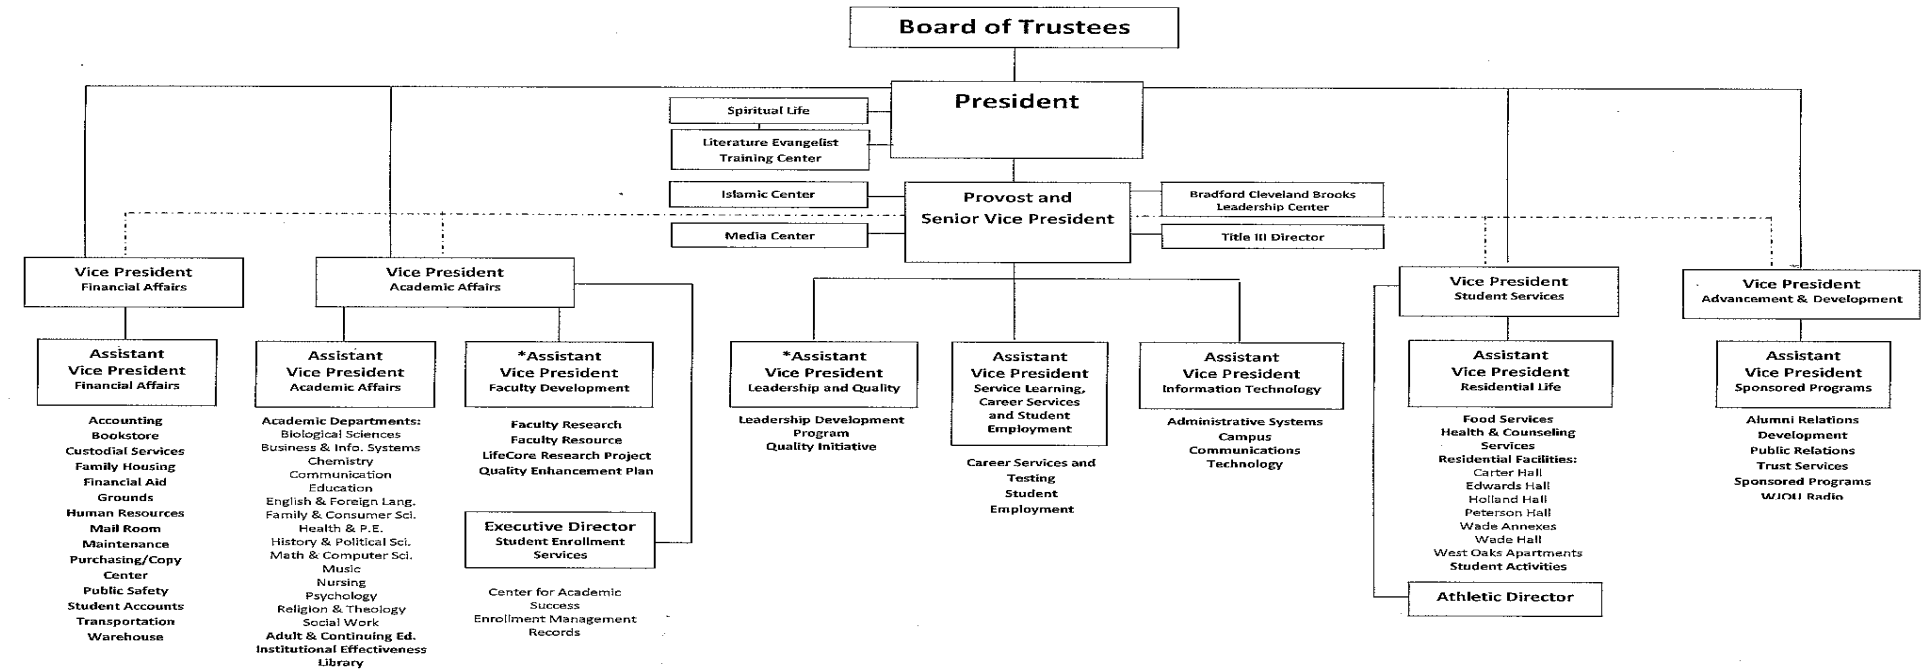 Board of Trustees
President
Spiritual Life
Literature Evangelist
Training Center
Islamic Center
Media Center
Provost and
Senior Vice President
Bradford Cleveland Brooks
Leadership Center
Title III Director
Vice President
Financial Affairs
Assistant
Vice President
Financial Affairs
Accounting
Bookstore
Custodial Services
Family Housing
Financial Aid
Grounds
Human Resources
Mail Room
Maintenance
Purchasing/Copy
Center
Public Safety
Student Accounts
Transportation
Warehouse
Vice President
Academic Affairs
Assistant
Vice President
Academic Affairs
Academic Departments:
Biological Sciences
Business & Info. Systems
Chemistry
Communication
Education
English & Foreign Lang.
Family & Consumer Sci.
Health & P.E.
History & Political Sci.
Math & Computer Sci.
Music
Nursing
Psychology
Religion & Theology
Social Work
Adult & Continuing Ed.
Institutional Effectiveness
Library
*Assistant
Vice President
Faculty Development
Faculty Research
Faculty Resource
LifeCore Research Project
Quality Enhancement Plan
Executive Director
Student Enrollment
Services
Center for Academic
Success
Enrollment Management
Records
*Assistant
Vice President
Leadership and Quality
Leadership Development
Program
Quality Initiative
Assistant
Vice President
Service Learning,
Career Services
and Student
Employment
Career Services and
Testing
Student
Employment
Assistant
Vice President
Information Technology
Administrative Systems
Campus
Communications
Technology
Vice President
Student Services
Assistant
Vice President
Residential Life
Food Services
Health & Counseling
Services
Residential Facilities:
Carter Hall
Edwards Hall
Holland Hall
Peterson Hall
Wade Annexes
Wade Hall
West Oaks Apartments
Student Activities
Athletic Director
Vice President
Advancement & Development
Assistant
Vice President
Sponsored Programs
Alumni Relations
Development
Public Relations
Trust Services
Sponsored Programs
WJOU Radio